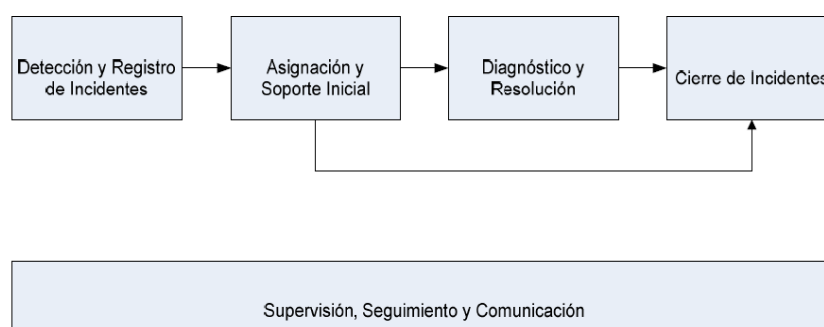 Detección y Registro
de Incidentes
Asignación y
Soporte Inicial
Diagnóstico y
Resolución
Cierre de Incidentes
Supervisión, Seguimiento y Comunicación